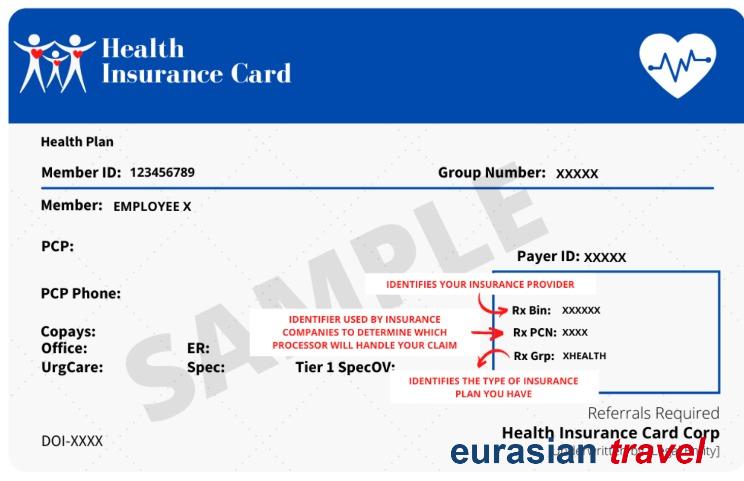 Health
Insurance Card
Health Plan
Member ID: 123456789
Group Number: XXXXX
Member: EMPLOYEE X
PCP:
Payer ID: XXXXX
IDENTIFIES YOUR INSURANCE PROVIDER
PCP Phone:
Rx Bin: XXXXXX
IDENTIFIER USED BY INSURANCE
COMPANIES TO DETERMINE WHICH
PROCESSOR WILL HANDLE YOUR CLAIM
Rx PCN: XXXX
Rx Grp: XHEALTH
Copays:
Office: ER:
UrgCare: Spec: Tier 1 SpecOV:
IDENTIFIES THE TYPE OF INSURANCE
PLAN YOU HAVE
SAMPLE
Referrals Required
Health Insurance Card Corp
DOI-XXXX
eurasian travel